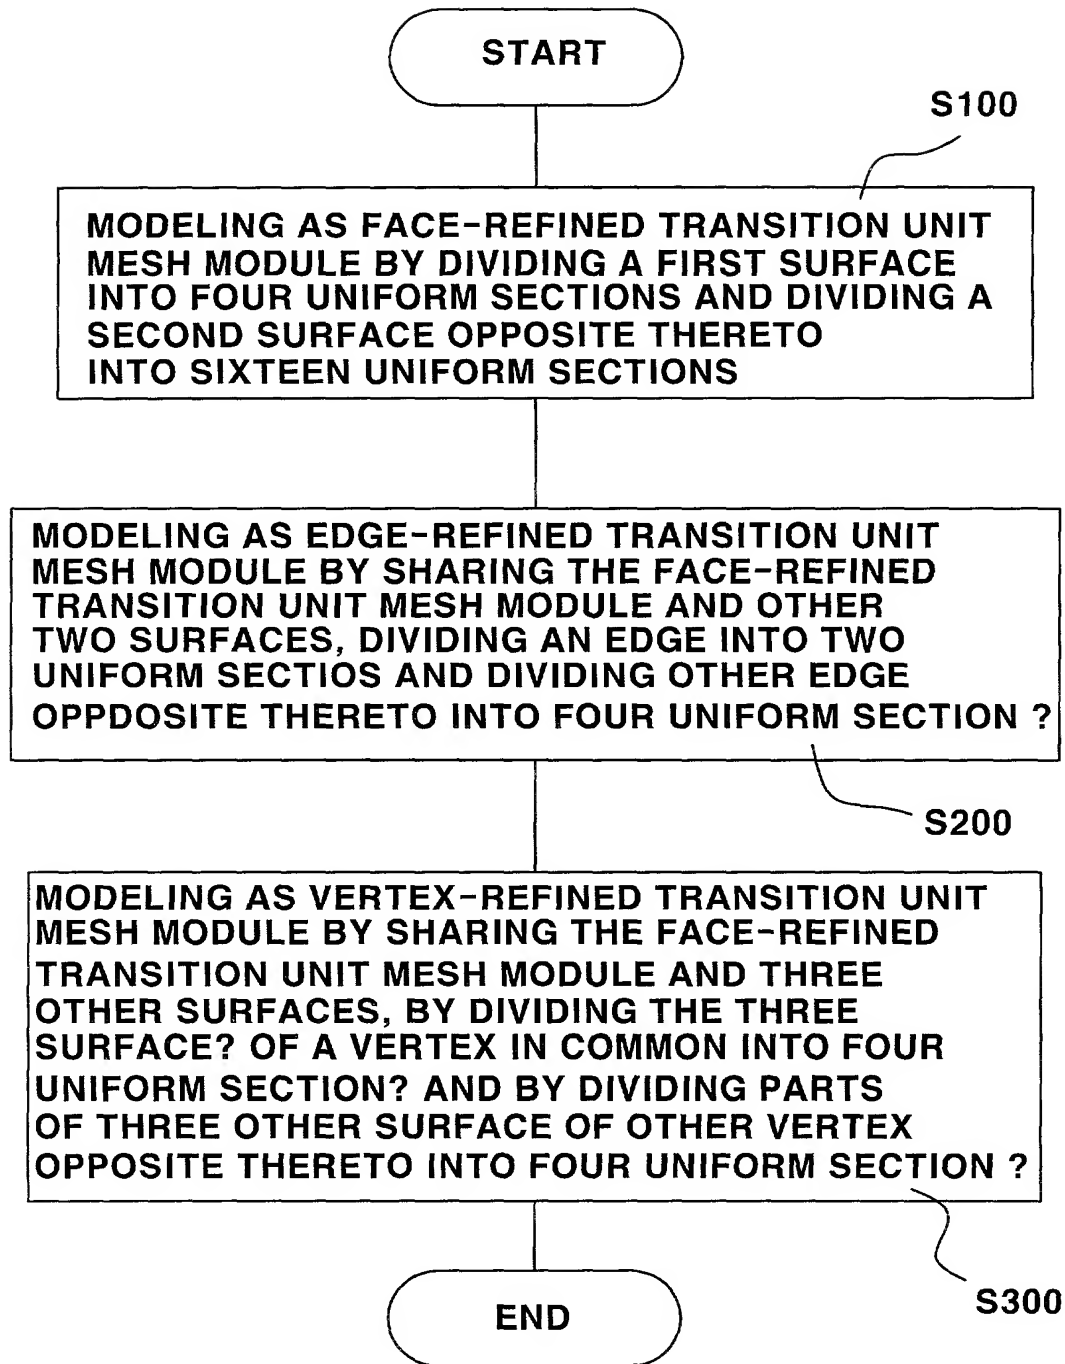 START
S100
MODELING AS FACE-REFINED TRANSITION UNIT
MESH MODULE BY DIVIDING A FIRST SURFACE
INTO FOUR UNIFORM SECTIONS AND DIVIDING A
SECOND SURFACE OPPOSITE THERETO
INTO SIXTEEN UNIFORM SECTIONS
MODELING AS EDGE-REFINED TRANSITION UNIT
MESH MODULE BY SHARING THE FACE-REFINED
TRANSITION UNIT MESH MODULE AND OTHER
TWO SURFACES, DIVIDING AN EDGE INTO TWO
UNIFORM SECTIOS AND DIVIDING OTHER EDGE
OPPDOSITE THERETO INTO FOUR UNIFORM SECTION ?
S200
MODELING AS VERTEX-REFINED TRANSITION UNIT
MESH MODULE BY SHARING THE FACE-REFINED
TRANSITION UNIT MESH MODULE AND THREE
OTHER SURFACES, BY DIVIDING THE THREE
SURFACE? OF A VERTEX IN COMMON INTO FOUR
UNIFORM SECTION? AND BY DIVIDING PARTS
OF THREE OTHER SURFACE OF OTHER VERTEX
OPPOSITE THERETO INTO FOUR UNIFORM SECTION ?
S300
END